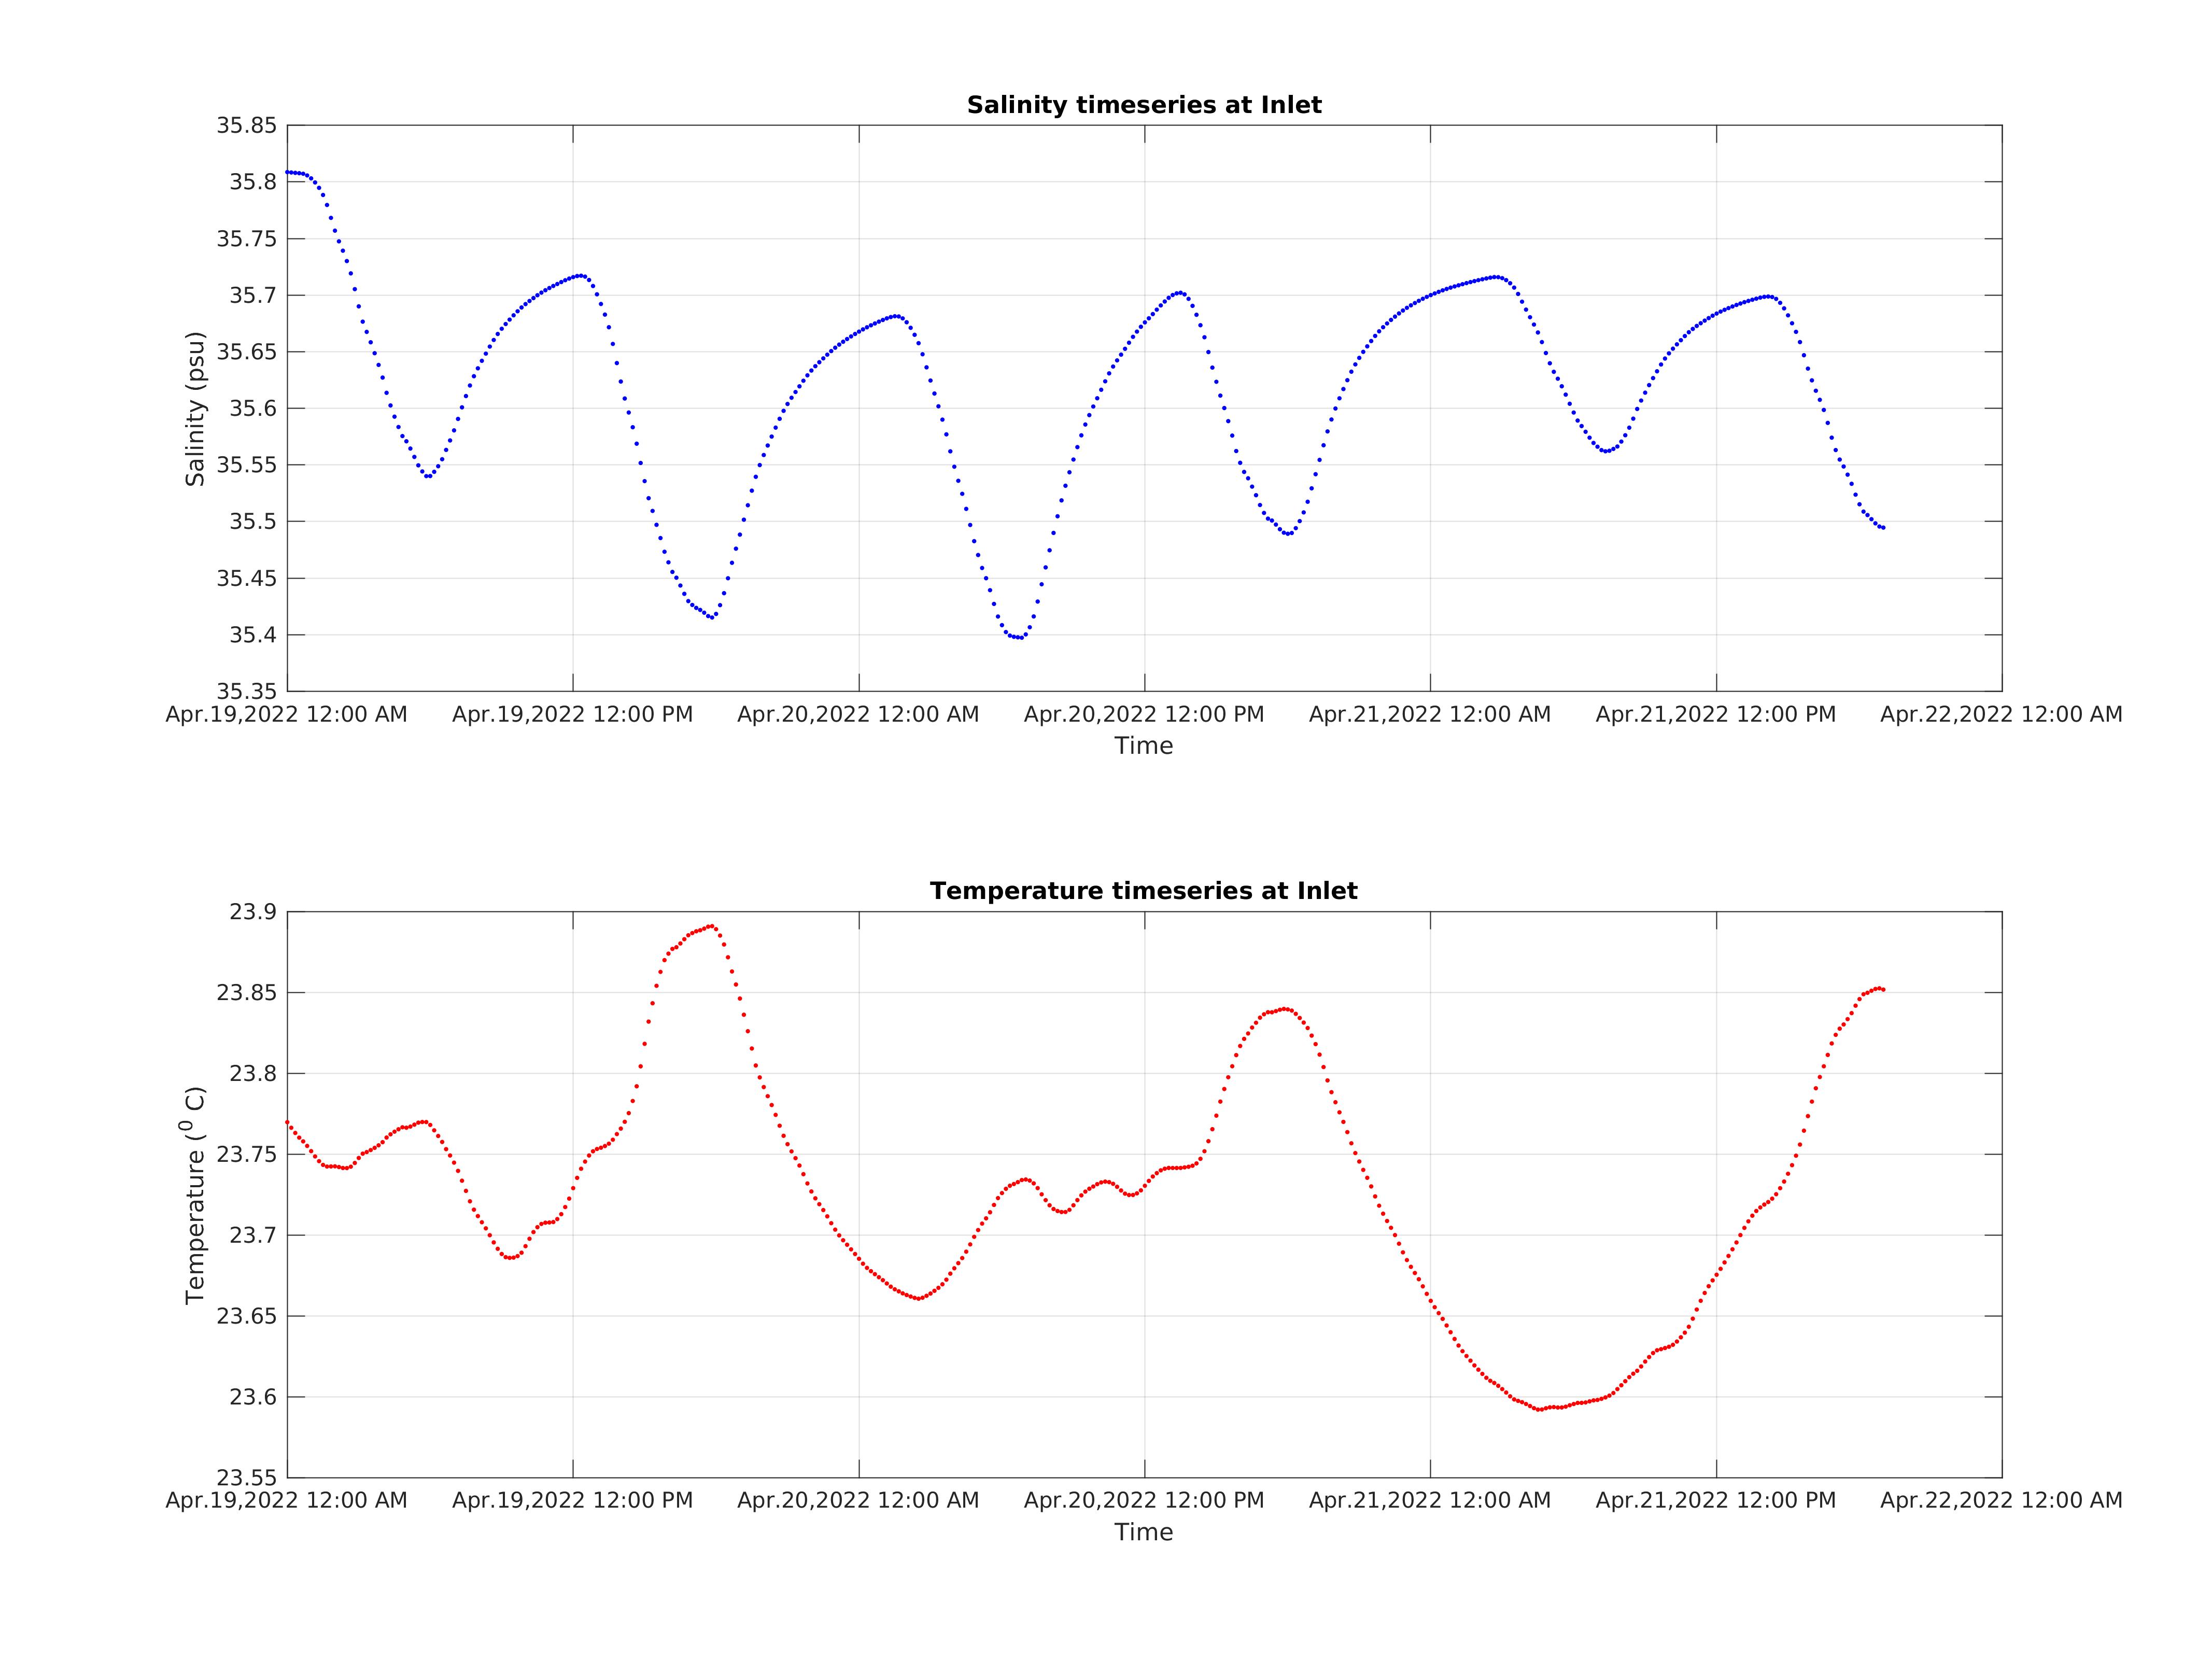 Salinity timeseries at Inlet
35.85
35.8
35.75
35.7
35.65
35.6
35.55
35.5
35.45
35.4
35.35
Salinity (psu)
Apr.19,2022 12:00 AM Apr.19,2022 12:00 PM Apr.20,2022 12:00 AM Apr.20,2022 12:00 PM Apr.21,2022 12:00 AM Apr.21,2022 12:00 PM Apr.22,2022 12:00 AM
Time
Temperature timeseries at Inlet
23.9
23.85
23.8
23.75
23.7
23.65
23.6
23.55
Temperature (⁰ C)
Apr.19,2022 12:00 AM Apr.19,2022 12:00 PM Apr.20,2022 12:00 AM Apr.20,2022 12:00 PM Apr.21,2022 12:00 AM Apr.21,2022 12:00 PM Apr.22,2022 12:00 AM
Time